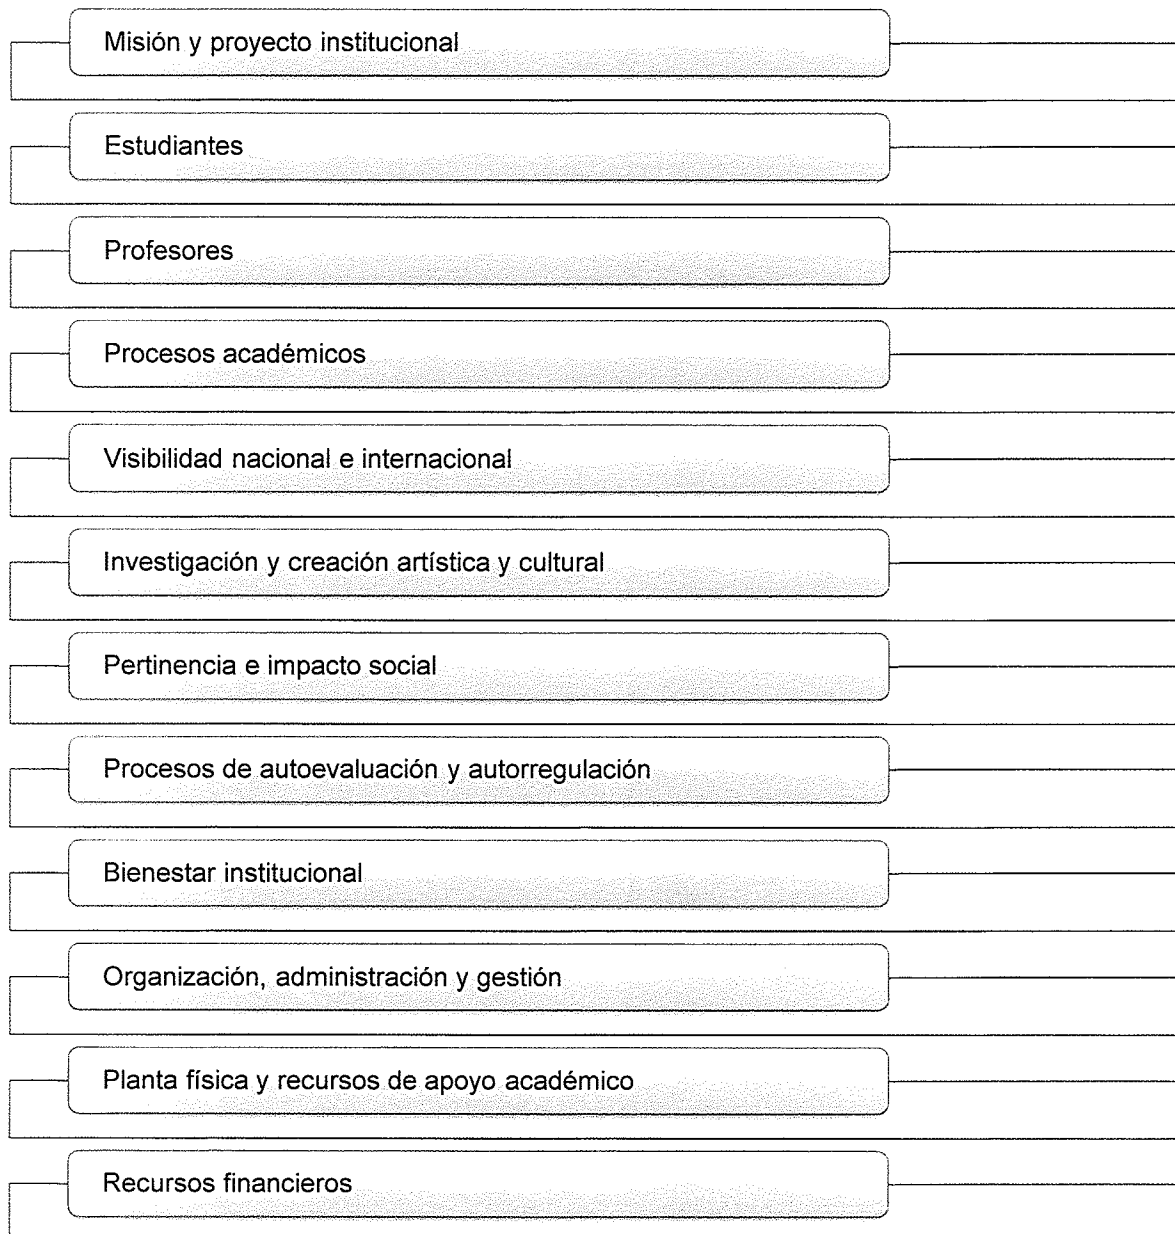 Misión y proyecto institucional
Estudiantes
Profesores
Procesos académicos
Visibilidad nacional e internacional
Investigación y creación artística y cultural
Pertinencia e impacto social
Procesos de autoevaluación y autorregulación
Bienestar institucional
Organización, administración y gestión
Planta física y recursos de apoyo académico
Recursos financieros